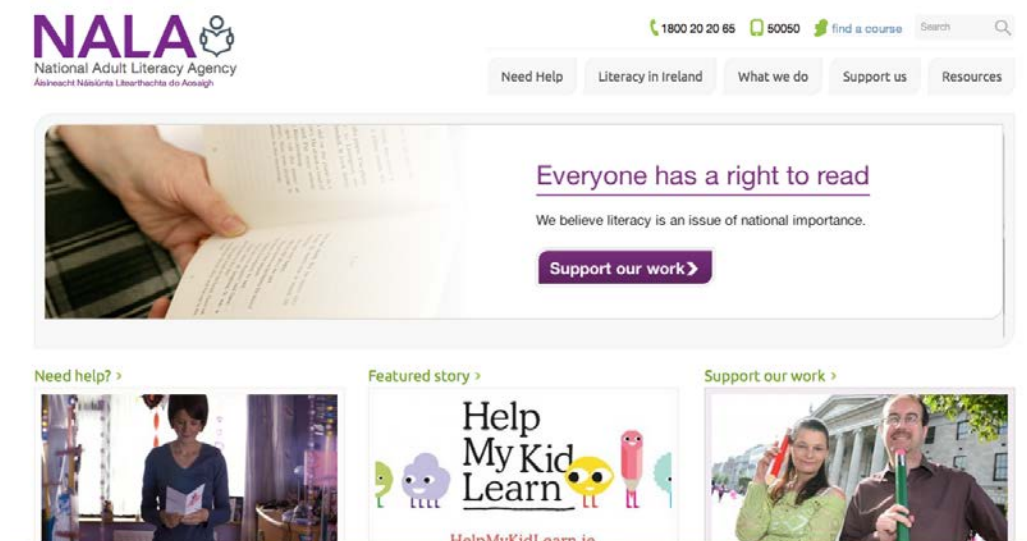 NALA
National Adult Literacy Agency
Áisíneacht Náisiúnta Litearthachta do Aosaigh
1800 20 20 65 50050 find a course Search
Need Help Literacy in Ireland What we do Support us Resources
Everyone has a right to read
We believe literacy is an issue of national importance.
Support our work
Need help? Featured story Support our work
Help
My Kid
Learn
HelpMyKidLearn.ie